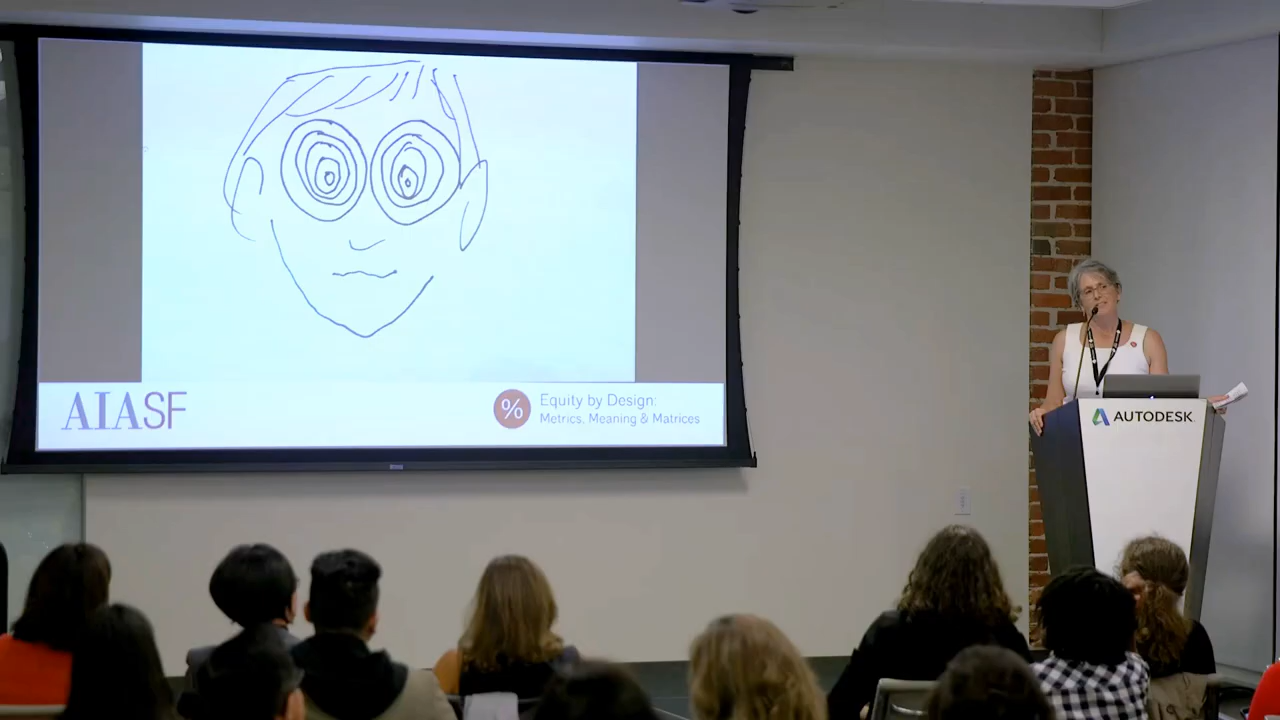 AIASF
%
Equity by Design:
Metrics, Meaning & Matrices
AUTODESK